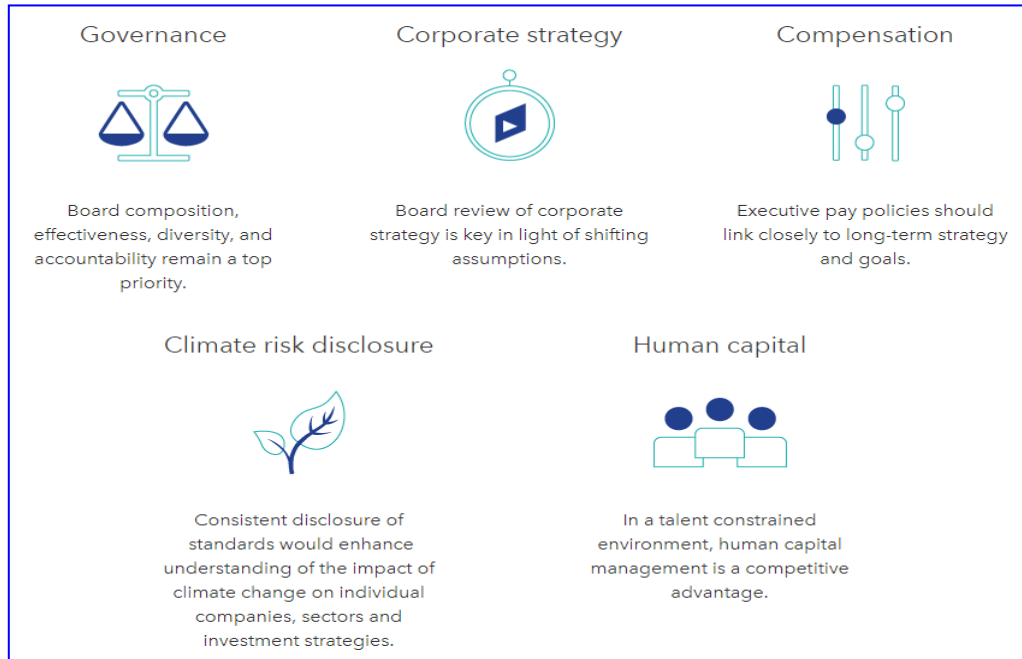 Governance
Corporate strategy
Compensation
Board composition,
effectiveness, diversity, and
accountability remain a top
priority.
Board review of corporate
strategy is key in light of shifting
assumptions.
Executive pay policies should
link closely to long-term strategy
and goals.
Climate risk disclosure
Human capital
Consistent disclosure of
standards would enhance
understanding of the impact of
climate change on individual
companies, sectors and
investment strategies.
In a talent constrained
environment, human capital
management is a competitive
advantage.